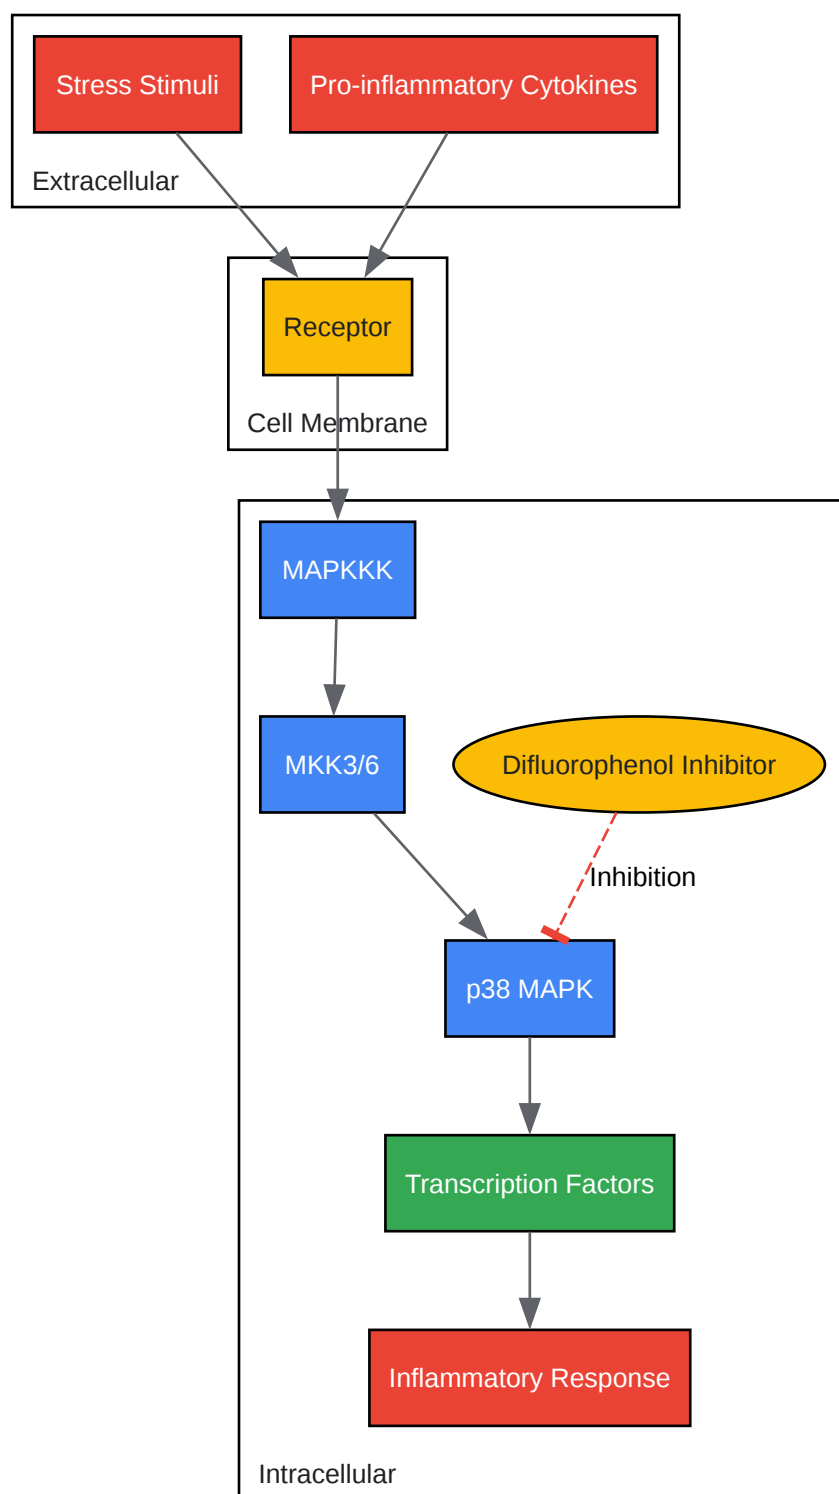 Stress Stimuli
Pro-inflammatory Cytokines
Extracellular
Receptor
Cell Membrane
MAPKKK
MKK3/6
Difluorophenol Inhibitor
Inhibition
p38 MAPK
Transcription Factors
Inflammatory Response
Intracellular